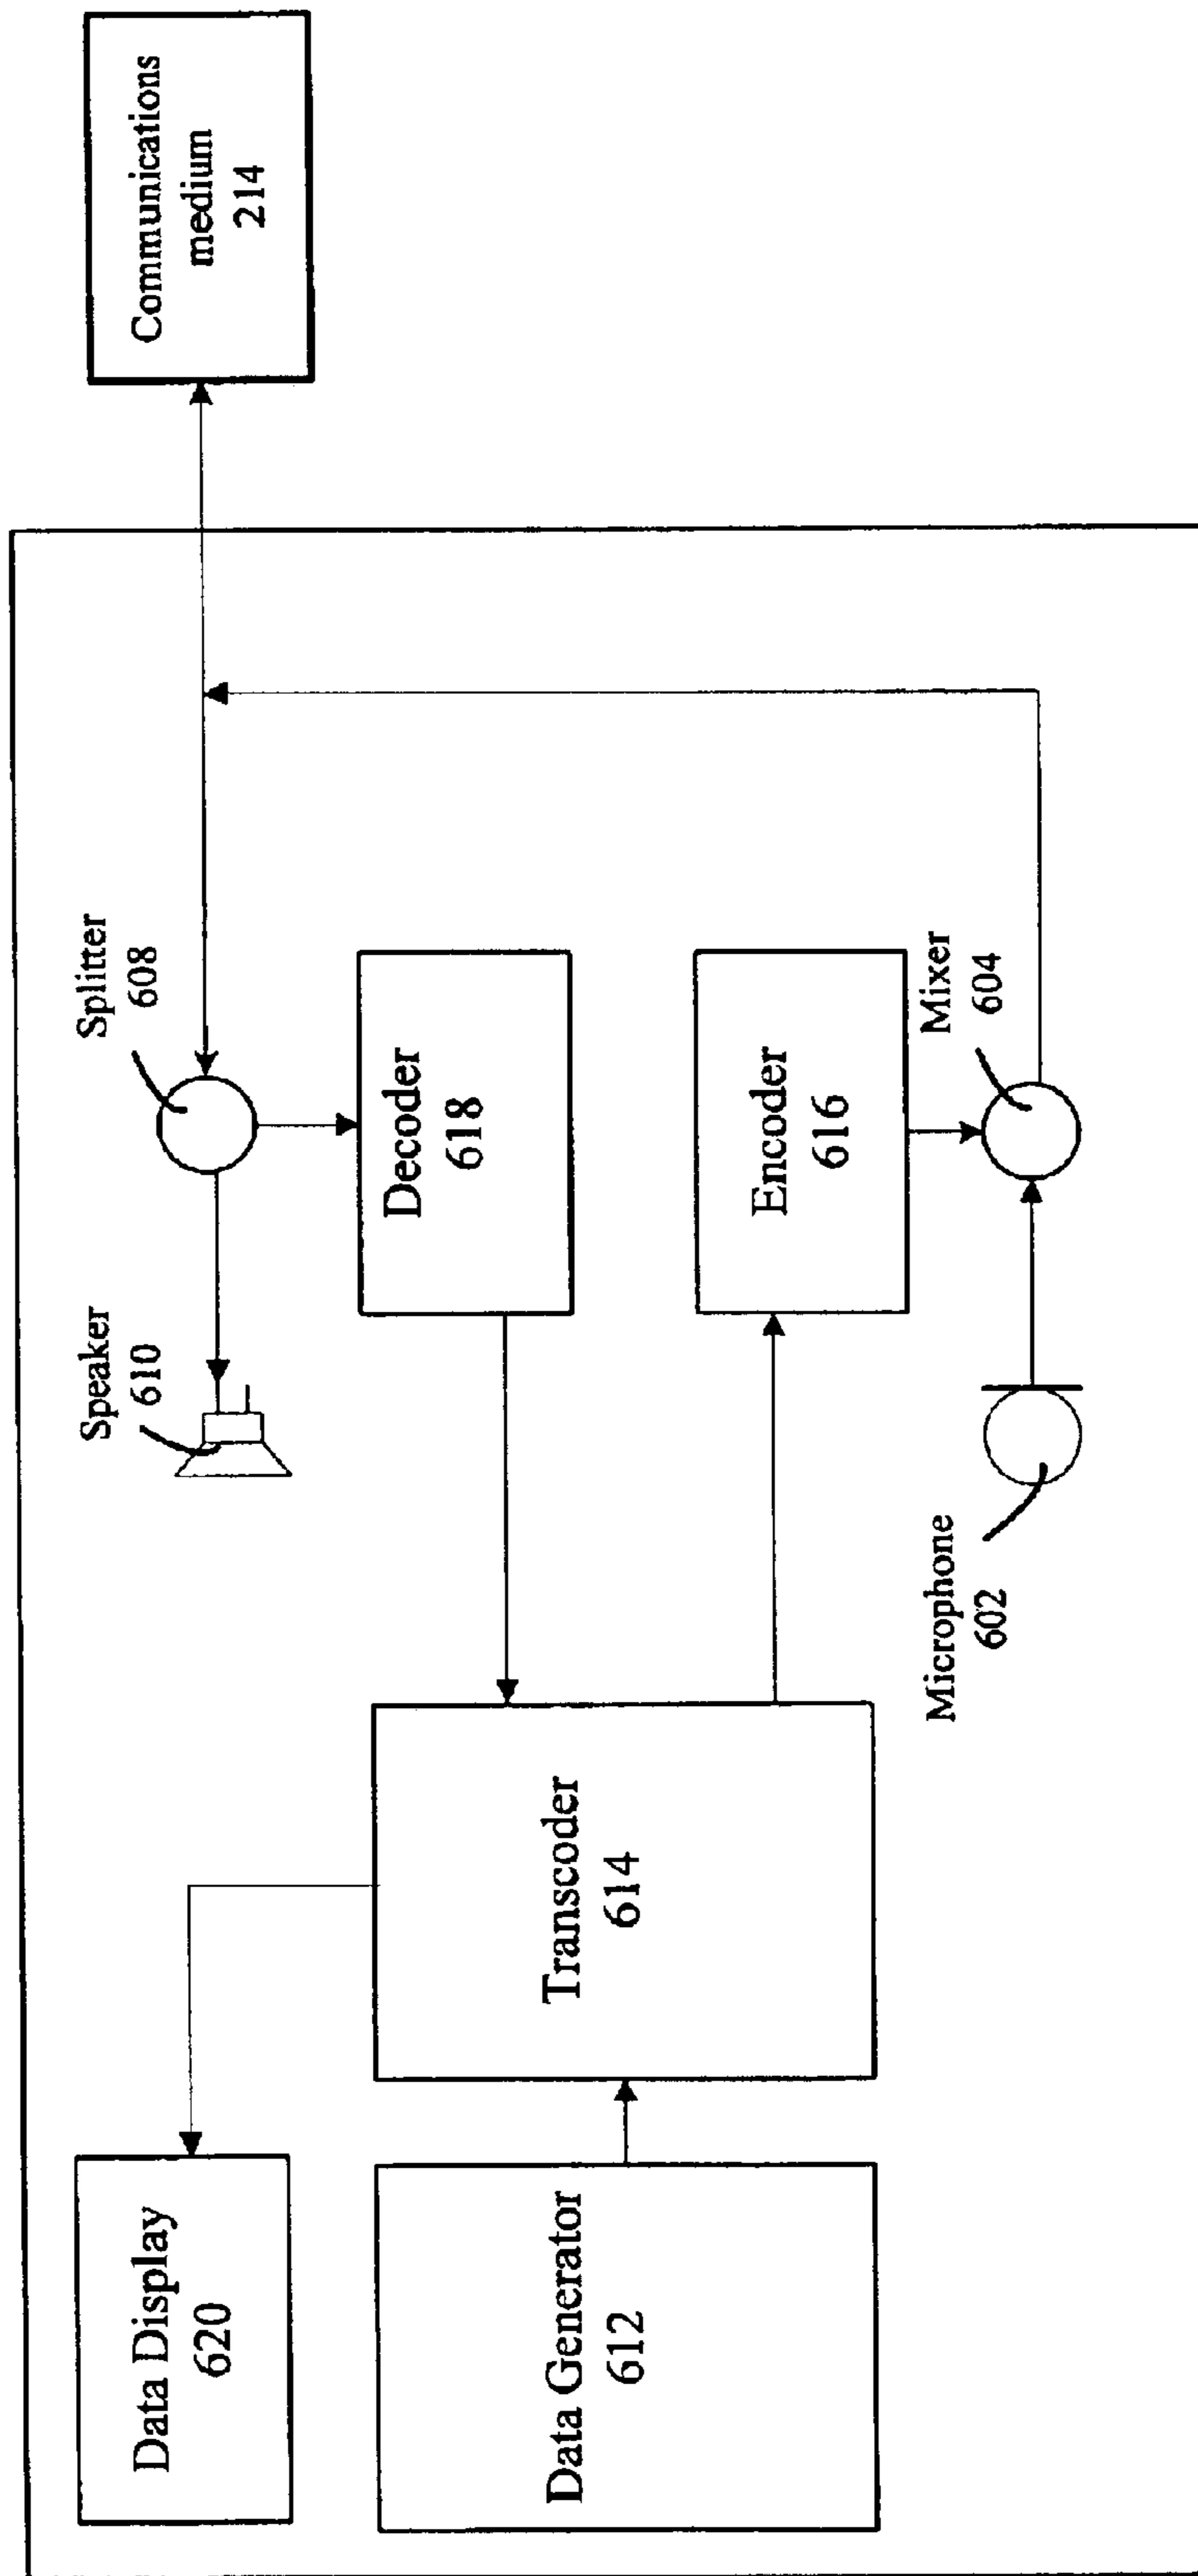 Data Display
620
Speaker
610
Splitter
608
Communications
medium
214
Decoder
618
Data Generator
612
Transcoder
614
Encoder
616
Microphone
602
Mixer
604